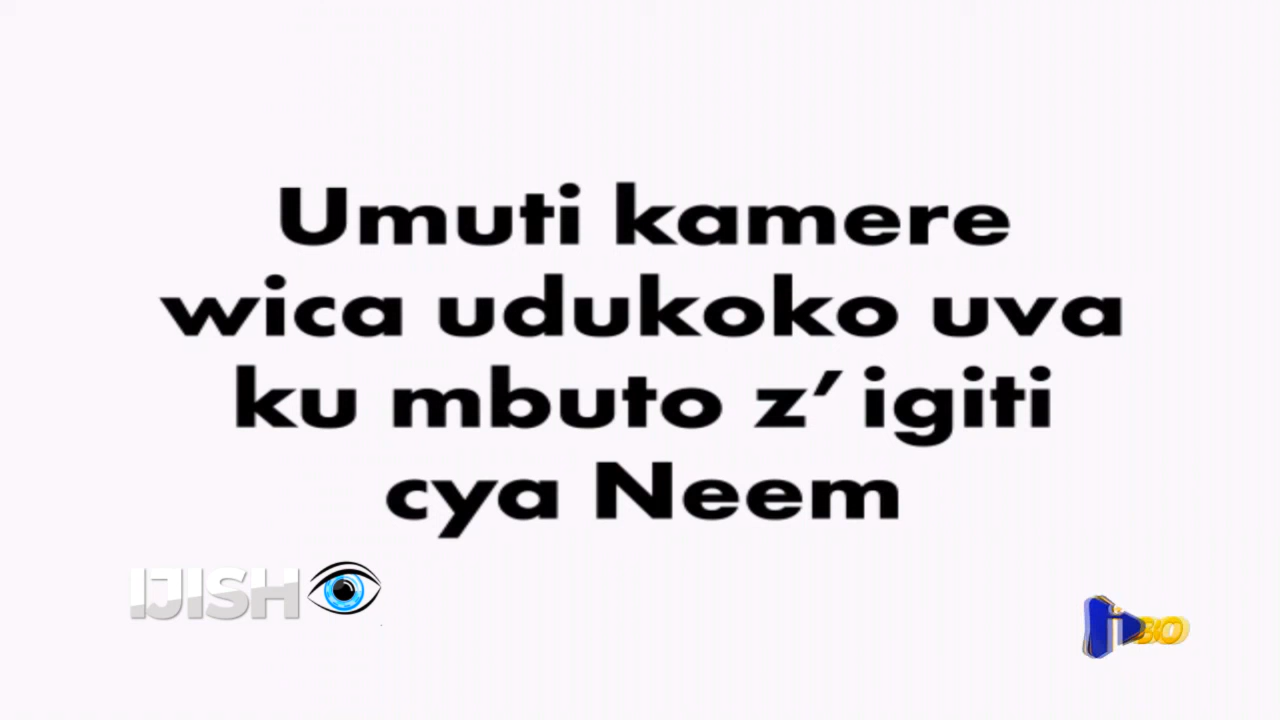 Umuti kamere
wica udukoko uva
ku mbuto z’ igiti
cya Neem
IJISH